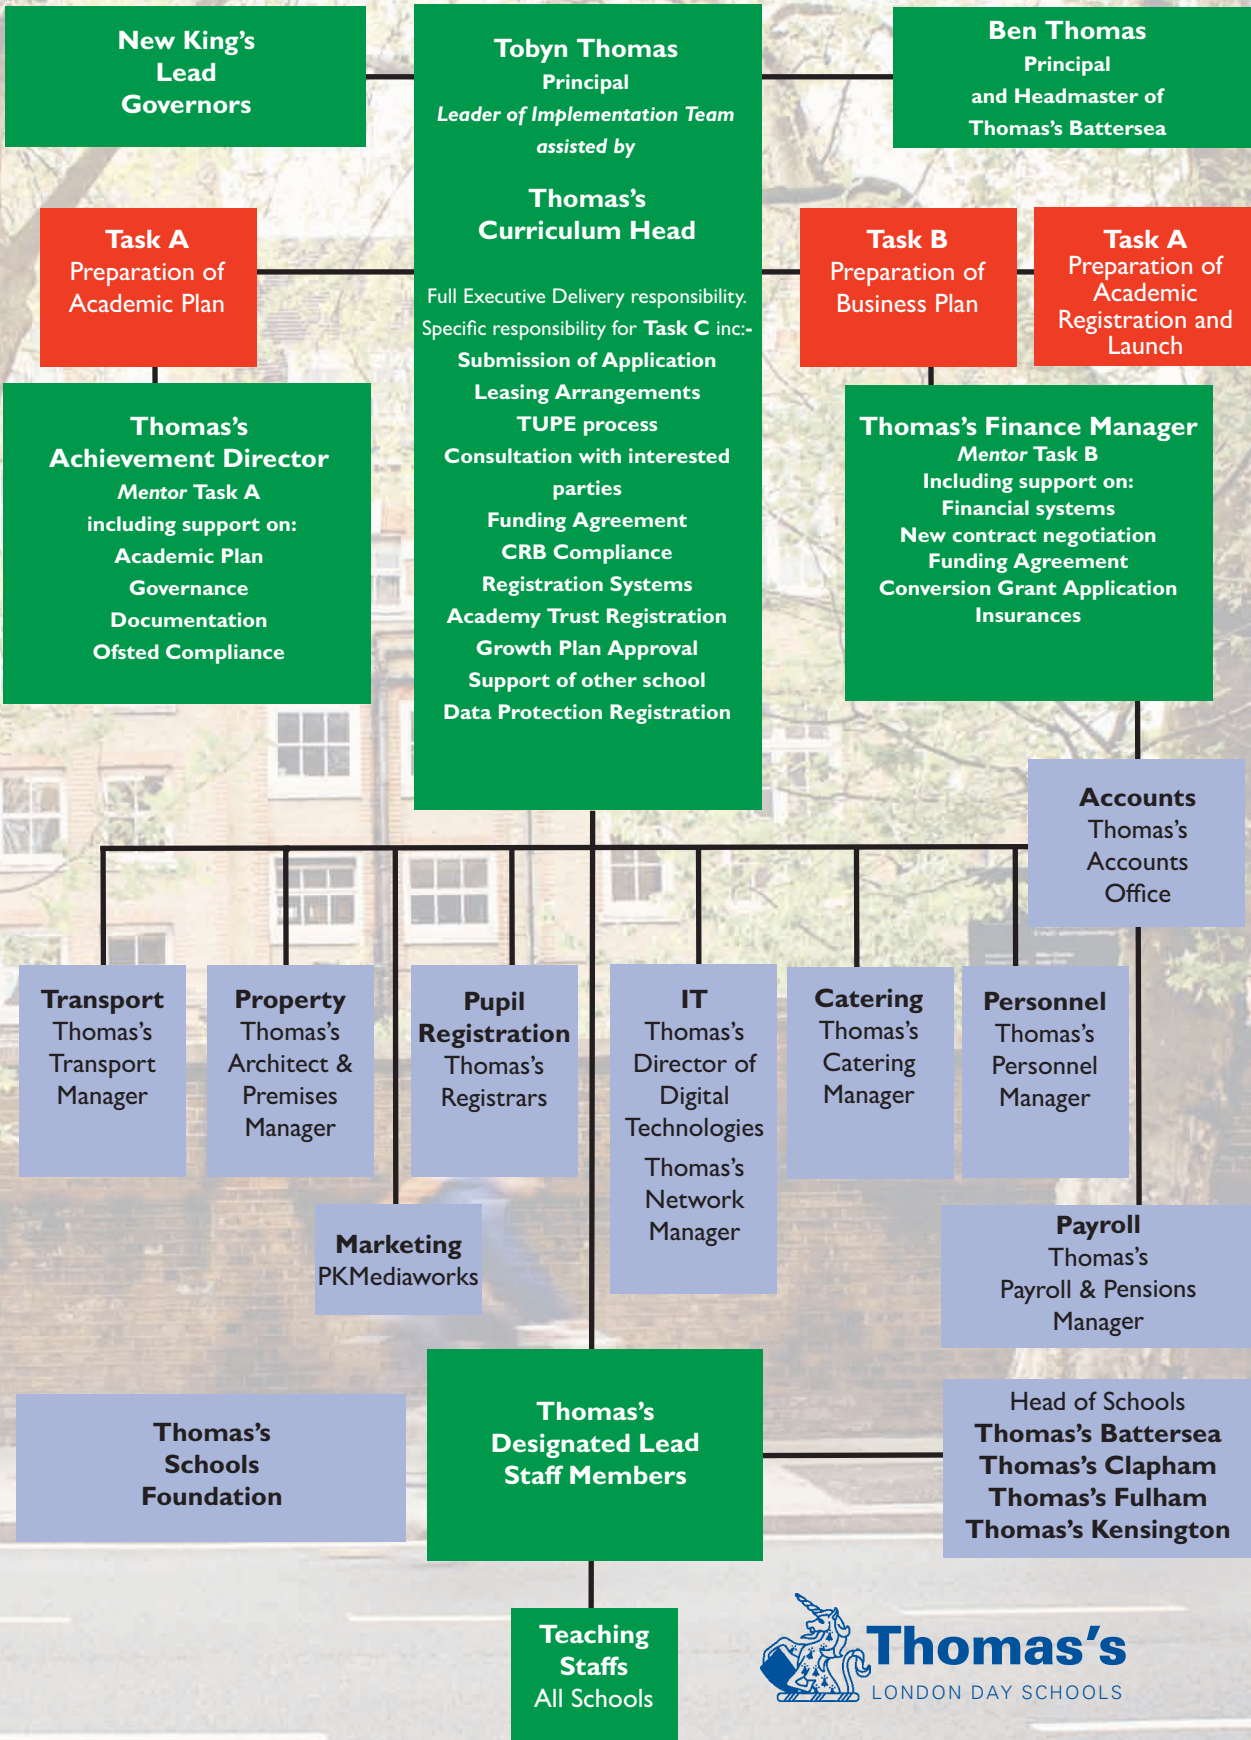 New King’s
Lead
Governors
Tobyn Thomas
Principal
Leader of Implementation Team
assisted by
Thomas’s
Curriculum Head
Full Executive Delivery responsibility.
Specific responsibility for Task C inc:-
Submission of Application
Leasing Arrangements
TUPE process
Consultation with interested
parties
Funding Agreement
CRB Compliance
Registration Systems
Academy Trust Registration
Growth Plan Approval
Support of other school
Data Protection Registration
Ben Thomas
Principal
and Headmaster of
Thomas’s Battersea
Task A
Preparation of
Academic Plan
Task B
Preparation of
Business Plan
Task A
Preparation of
Academic
Registration and
Launch
Thomas’s
Achievement Director
Mentor Task A
including support on:
Academic Plan
Governance
Documentation
Ofsted Compliance
Thomas’s Finance Manager
Mentor Task B
Including support on:
Financial systems
New contract negotiation
Funding Agreement
Conversion Grant Application
Insurances
Accounts
Thomas’s
Accounts
Office
Transport
Thomas’s
Transport
Manager
Property
Thomas’s
Architect &
Premises
Manager
Pupil
Registration
Thomas’s
Registrars
IT
Thomas’s
Director of
Digital
Technologies
Thomas’s
Network
Manager
Catering
Thomas’s
Catering
Manager
Personnel
Thomas’s
Personnel
Manager
Marketing
PKMediaworks
Payroll
Thomas’s
Payroll & Pensions
Manager
Thomas’s
Schools
Foundation
Thomas’s
Designated Lead
Staff Members
Head of Schools
Thomas’s Battersea
Thomas’s Clapham
Thomas’s Fulham
Thomas’s Kensington
Teaching
Staffs
All Schools
Thomas’s
LONDON DAY SCHOOLS